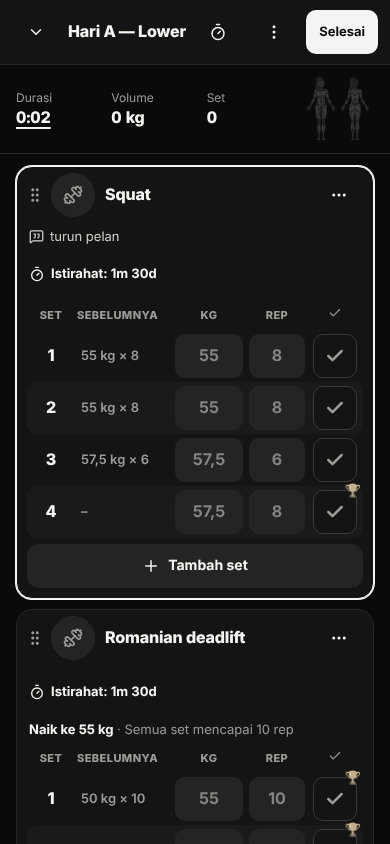 Hari A — Lower
Selesai
Durasi Volume Set
0:02 0 kg 0
Squat
turun pelan
Istirahat: 1m 30d
SET SEBELUMNYA KG REP
1 55 kg × 8 55 8
2 55 kg × 8 55 8
3 57,5 kg × 6 57,5 6
4 – 57,5 8
Tambah set
Romanian deadlift
Istirahat: 1m 30d
Naik ke 55 kg · Semua set mencapai 10 rep
SET SEBELUMNYA KG REP
1 50 kg × 10 55 10